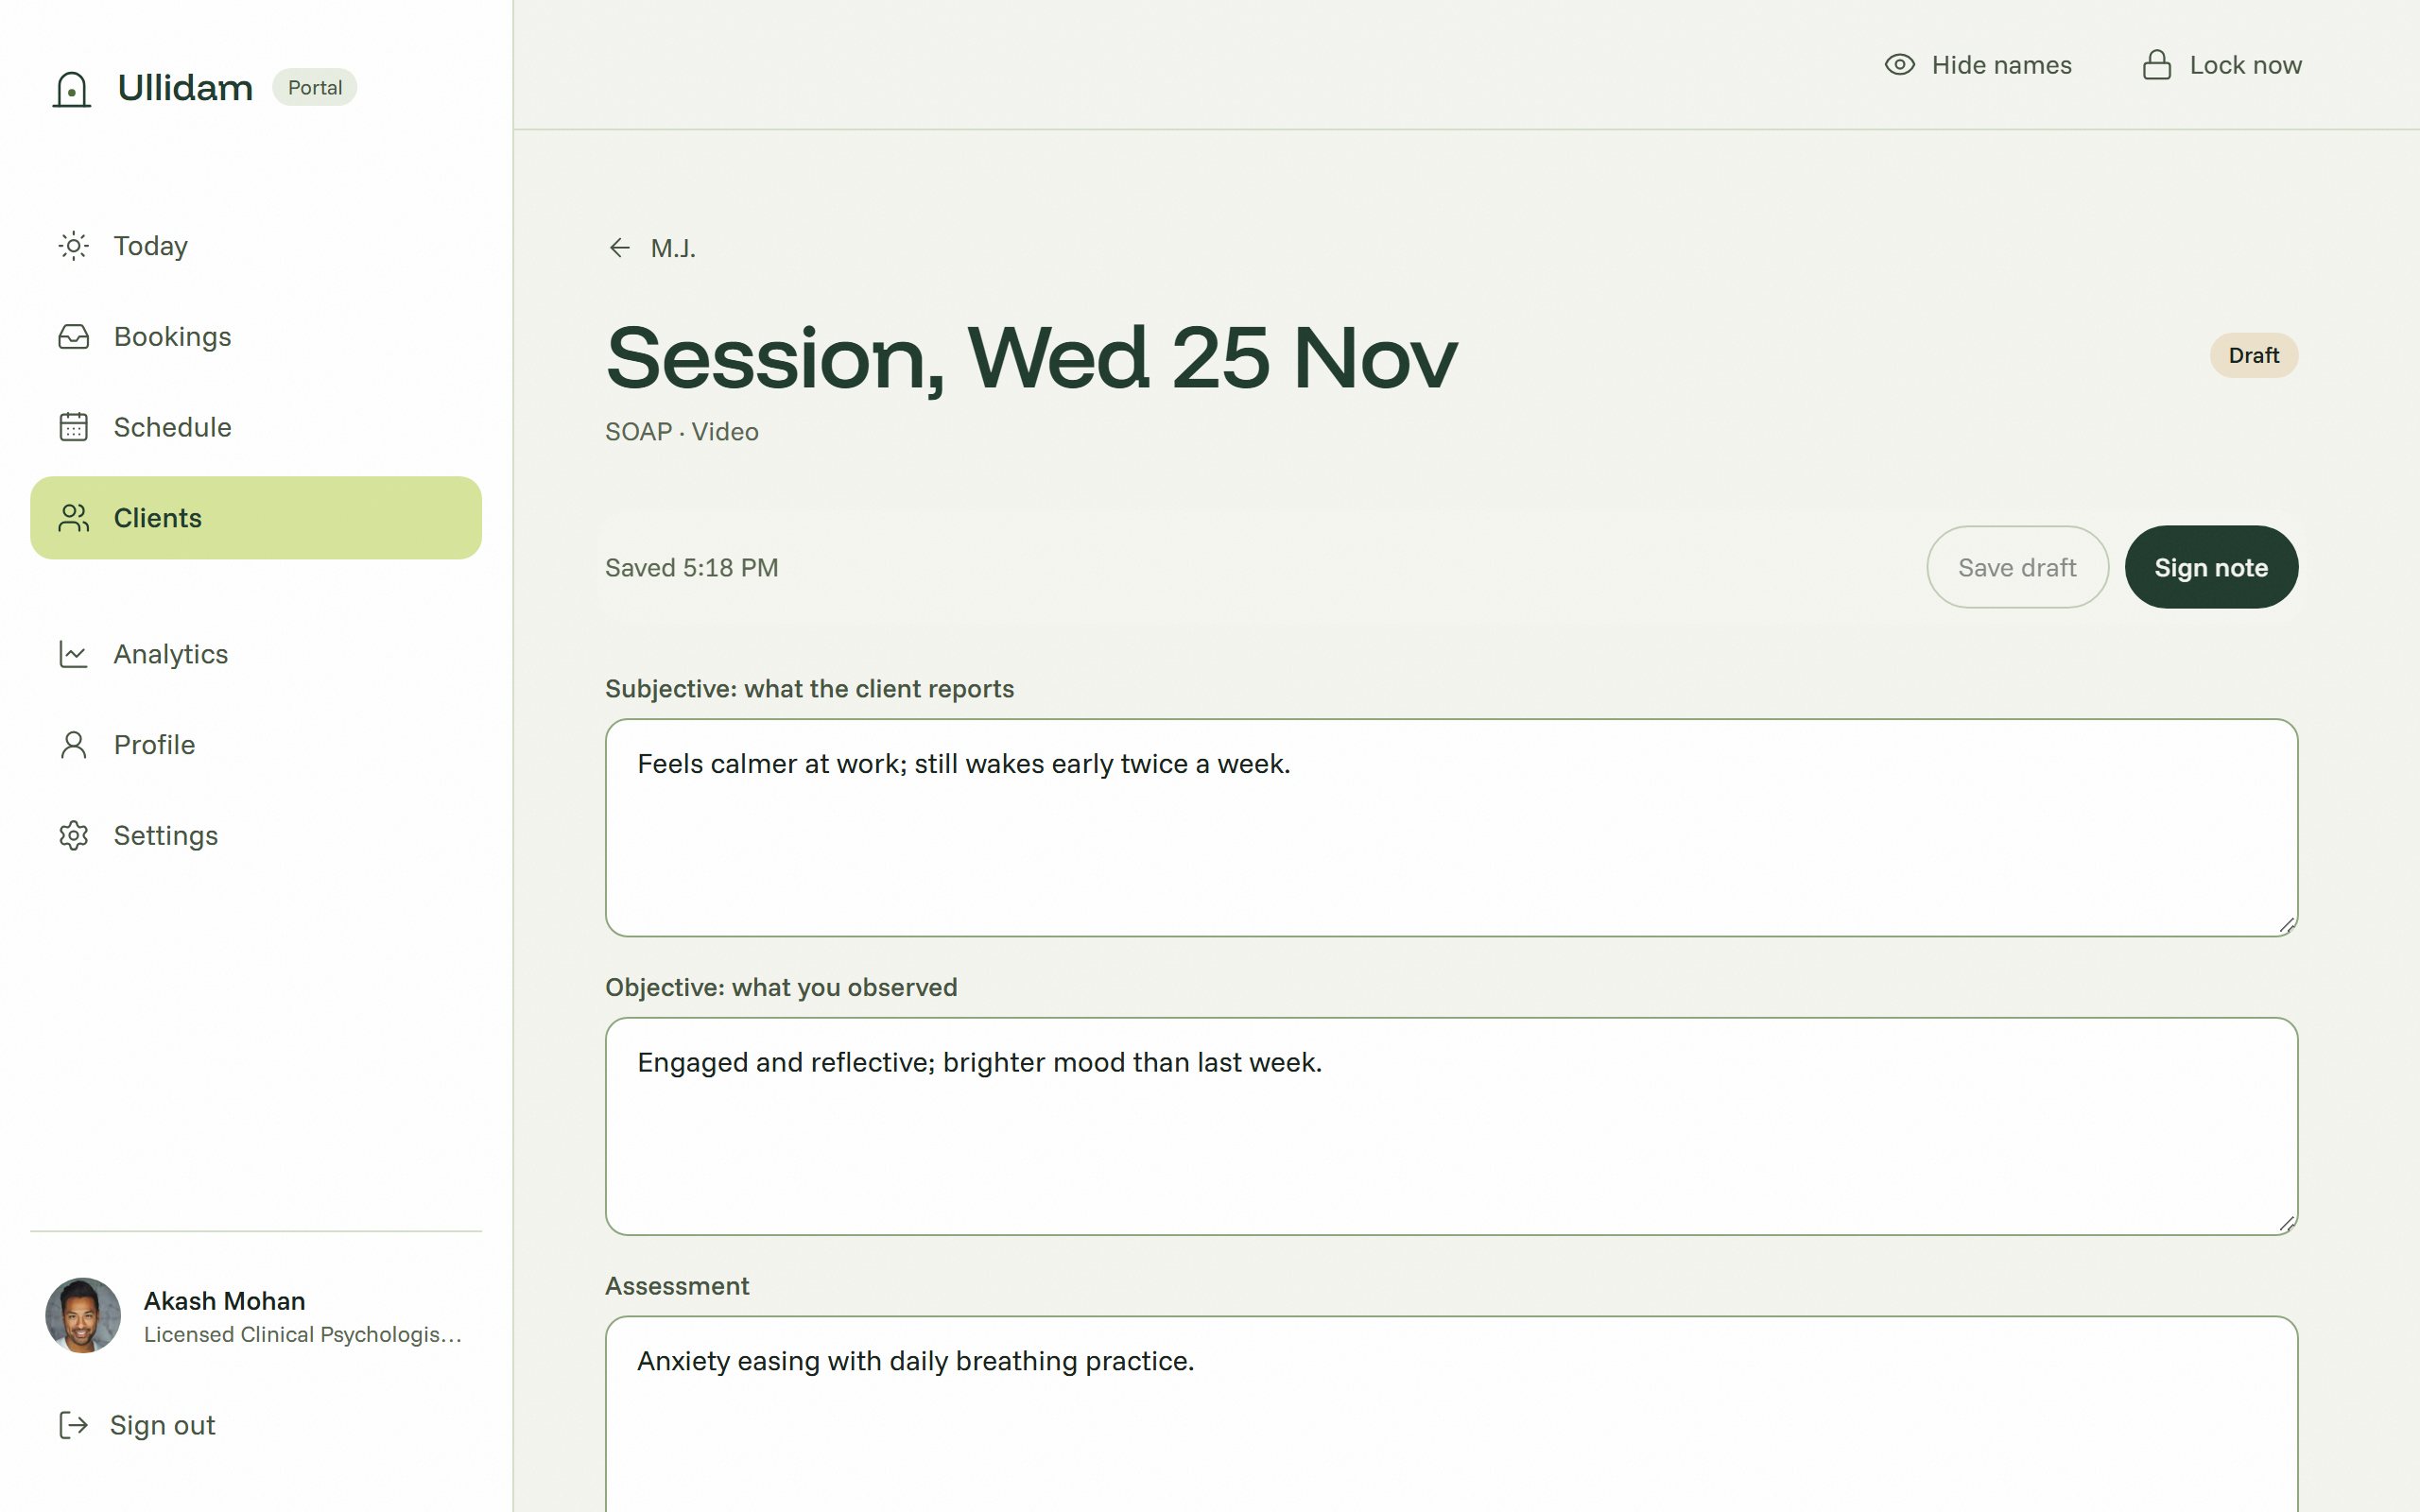 Ullidam Portal
Today
Bookings
Schedule
Clients
Analytics
Profile
Settings
Akash Mohan
Licensed Clinical Psychologis...
Sign out
Hide names
Lock now
M.J.
Session, Wed 25 Nov
Draft
SOAP · Video
Saved 5:18 PM
Save draft
Sign note
Subjective: what the client reports
Feels calmer at work; still wakes early twice a week.
Objective: what you observed
Engaged and reflective; brighter mood than last week.
Assessment
Anxiety easing with daily breathing practice.